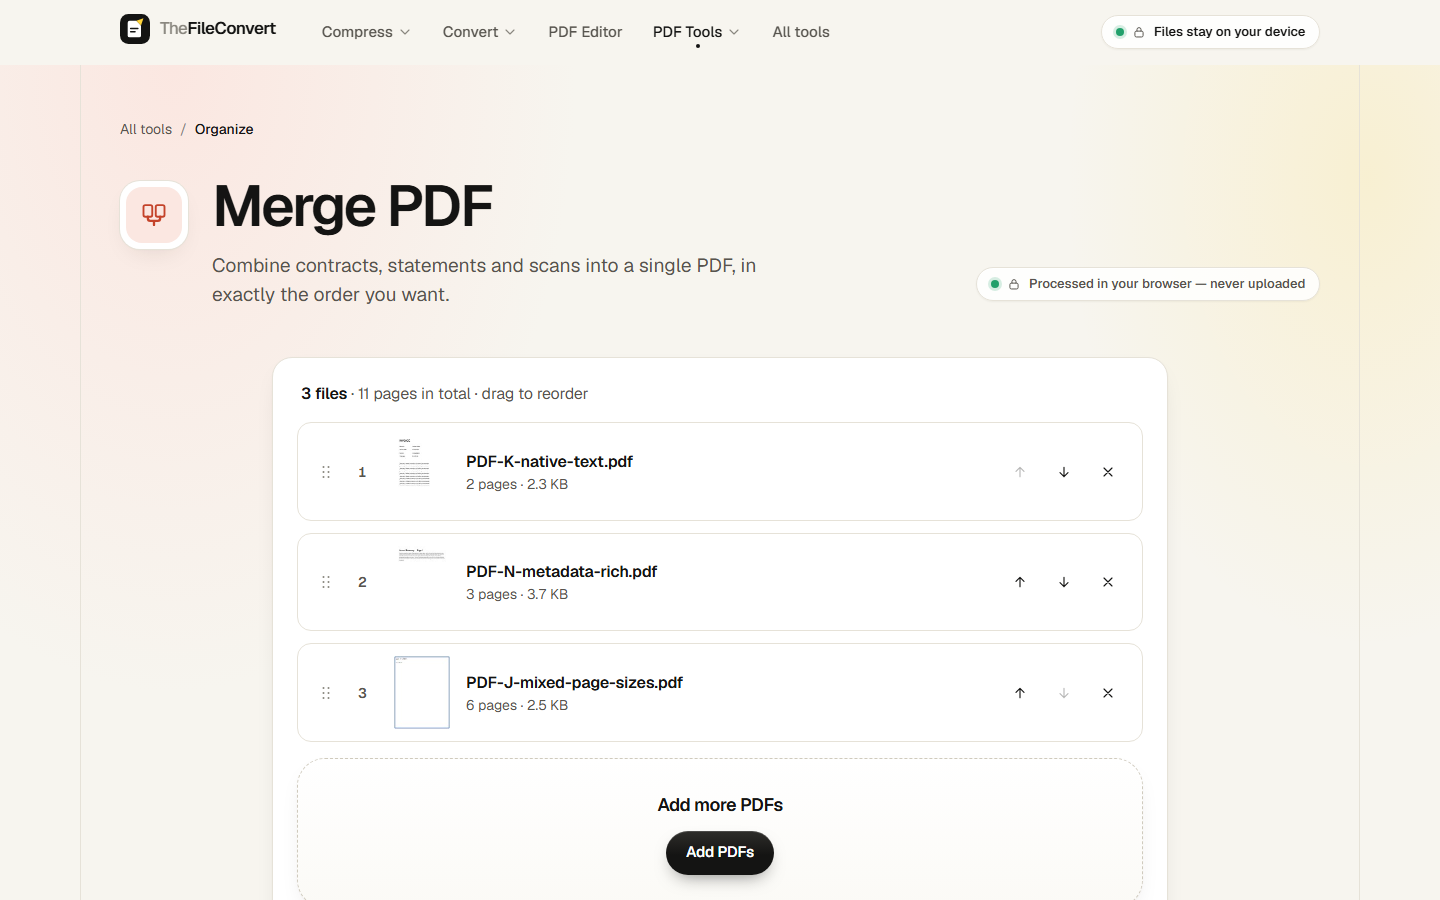 TheFileConvert
Compress
Convert
PDF Editor
PDF Tools
All tools
Files stay on your device
All tools / Organize
Merge PDF
Combine contracts, statements and scans into a single PDF, in
exactly the order you want.
Processed in your browser — never uploaded
3 files · 11 pages in total · drag to reorder
1
PDF-K-native-text.pdf
2 pages · 2.3 KB
2
PDF-N-metadata-rich.pdf
3 pages · 3.7 KB
3
PDF-J-mixed-page-sizes.pdf
6 pages · 2.5 KB
Add more PDFs
Add PDFs